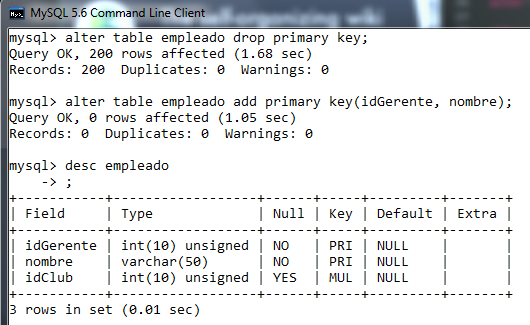 MySQL 5.6 Command Line Client
mysql> alter table empleado drop primary key;
Query OK, 200 rows affected (1.68 sec)
Records: 200  Duplicates: 0  Warnings: 0
mysql> alter table empleado add primary key(idGerente, nombre);
Query OK, 0 rows affected (1.05 sec)
Records: 0  Duplicates: 0  Warnings: 0
mysql> desc empleado
    -> ;
+-----------+------------------+------+-----+---------+-------+
| Field     | Type             | Null | Key | Default | Extra |
+-----------+------------------+------+-----+---------+-------+
| idGerente | int(10) unsigned | NO   | PRI | NULL    |       |
| nombre    | varchar(50)      | NO   | PRI | NULL    |       |
| idClub    | int(10) unsigned | YES  | MUL | NULL    |       |
+-----------+------------------+------+-----+---------+-------+
3 rows in set (0.01 sec)